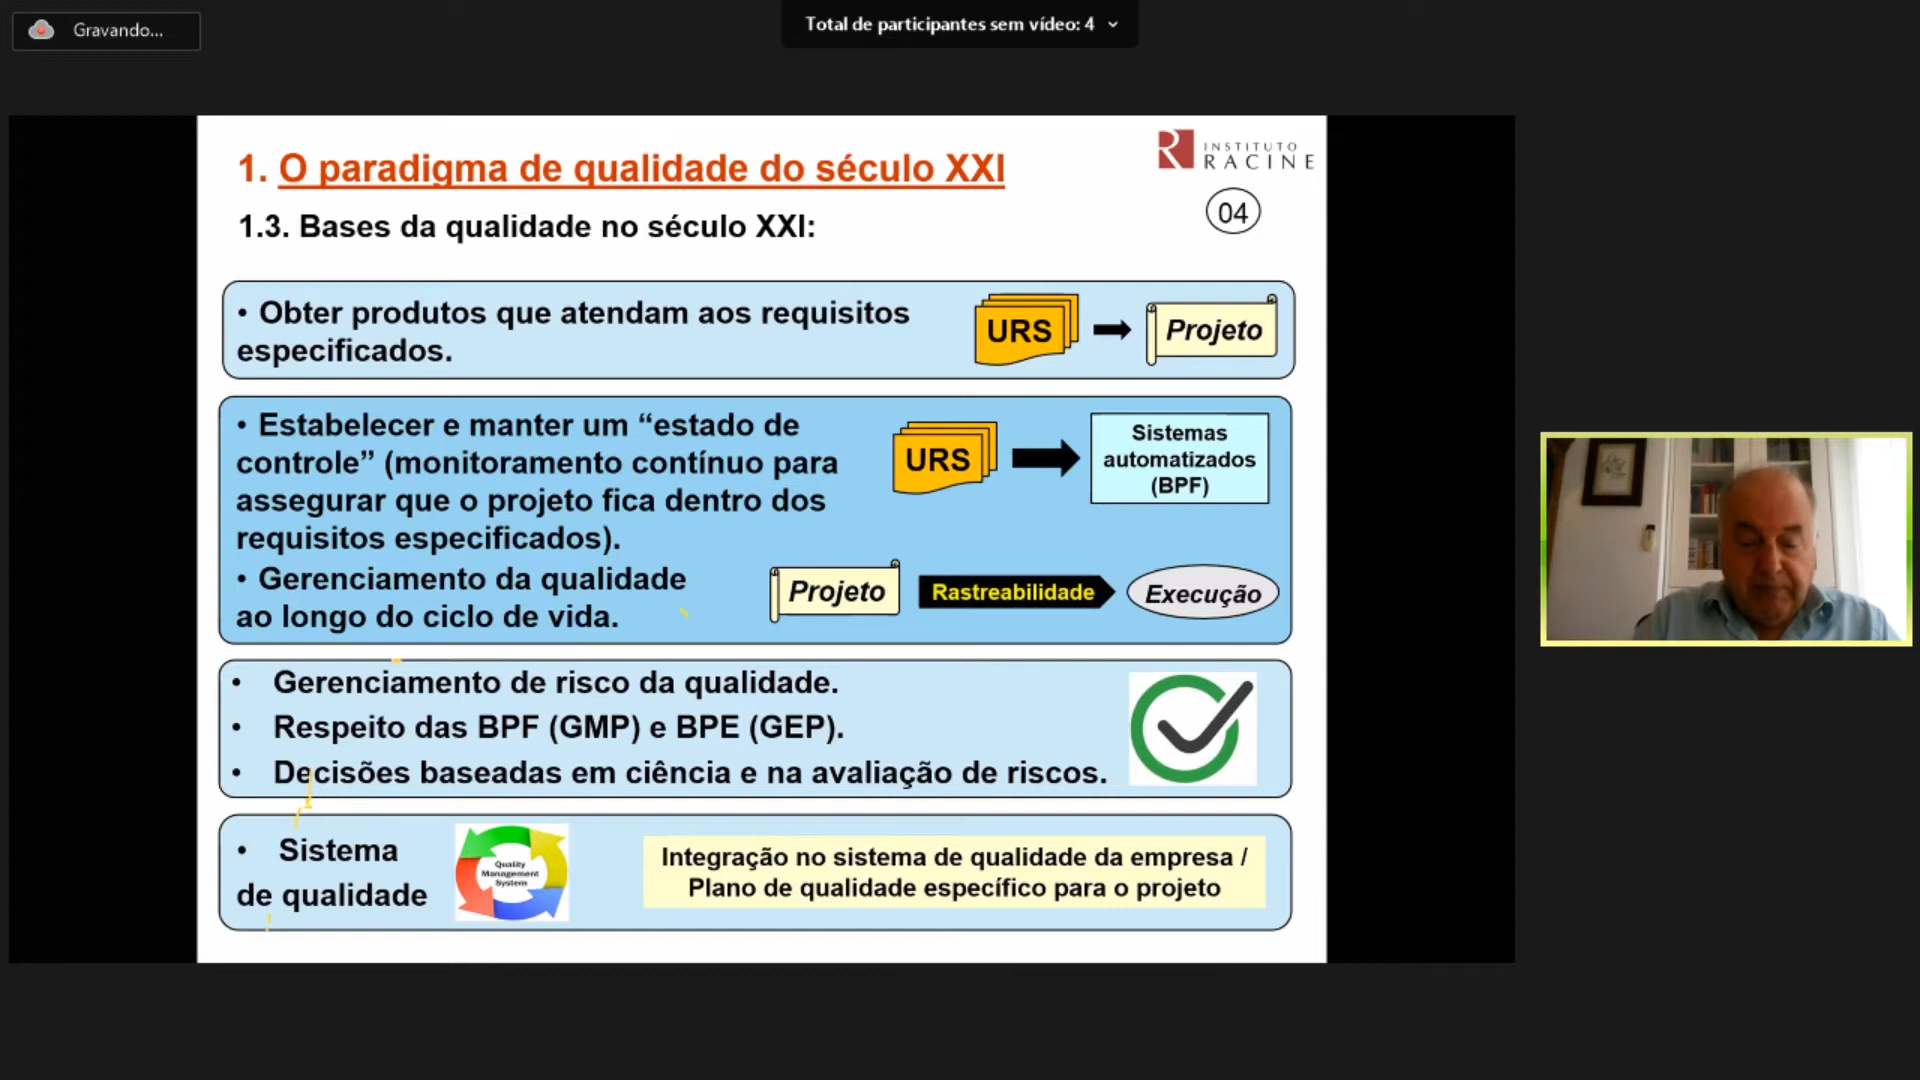 Gravando...
Total de participantes sem vídeo: 4
INSTITUTO
RACINE
1. O paradigma de qualidade do século XXI
04
1.3. Bases da qualidade no século XXI:
• Obter produtos que atendam aos requisitos
especificados.
URS
Projeto
• Estabelecer e manter um “estado de
controle” (monitoramento contínuo para
assegurar que o projeto fica dentro dos
requisitos especificados).
URS
Sistemas
automatizados
(BPF)
• Gerenciamento da qualidade
ao longo do ciclo de vida.
Projeto
Rastreabilidade
Execução
• Gerenciamento de risco da qualidade.
• Respeito das BPF (GMP) e BPE (GEP).
• Decisões baseadas em ciência e na avaliação de riscos.
• Sistema
de qualidade
Quality
Management
System
Integração no sistema de qualidade da empresa /
Plano de qualidade específico para o projeto